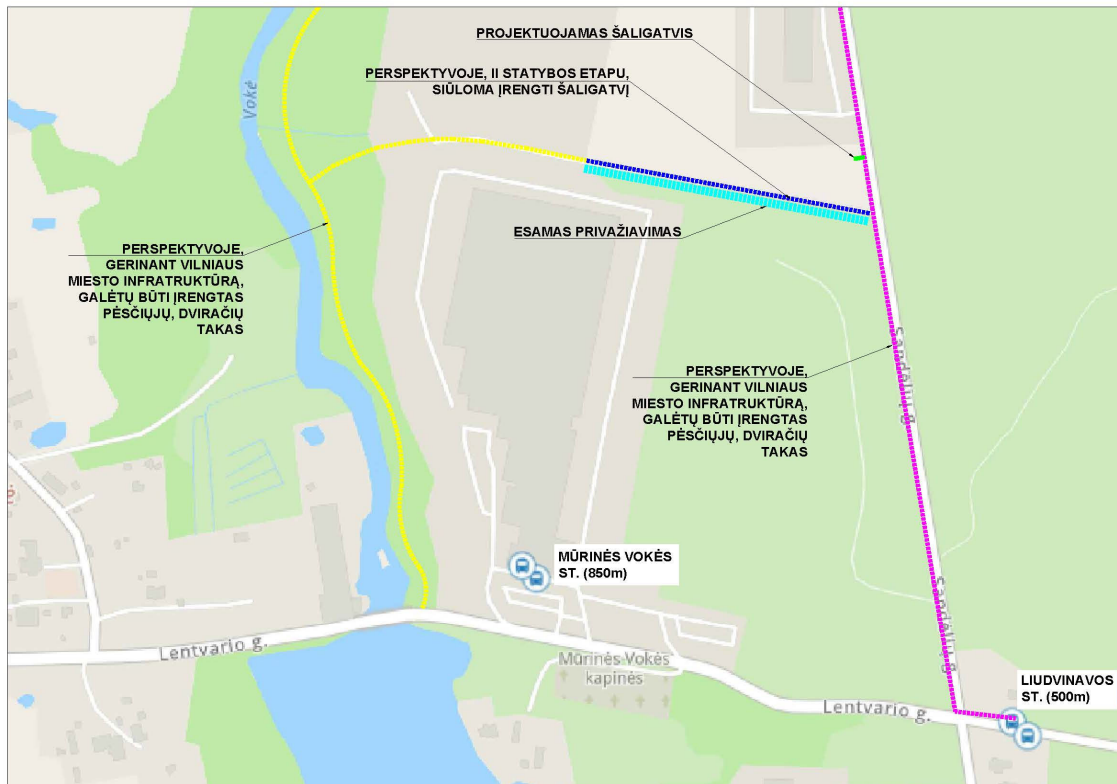 PROJEKTUOJAMAS ŠALIGATVIS
PERSPEKTYVOJE, II STATYBOS ETAPU,
SIŪLOMA ĮRENGTI ŠALIGATVĮ
Vokė
ESAMAS PRIVAŽIAVIMAS
PERSPEKTYVOJE,
GERINANT VILNIAUS
MIESTO INFRATRUKTŪRĄ,
GALĖTŲ BŪTI ĮRENGTAS
PĖSČIŲJŲ, DVIRAČIŲ
TAKAS
Sandėlių g.
PERSPEKTYVOJE,
GERINANT VILNIAUS
MIESTO INFRATRUKTŪRĄ,
GALĖTŲ BŪTI ĮRENGTAS
PĖSČIŲJŲ, DVIRAČIŲ
TAKAS
MŪRINĖS VOKĖS
ST. (850m)
Sandėlių g.
Lentvario g.
Mūrinės Vokės
kapinės
LIUDVINAVOS
ST. (500m)
Lentvario g.